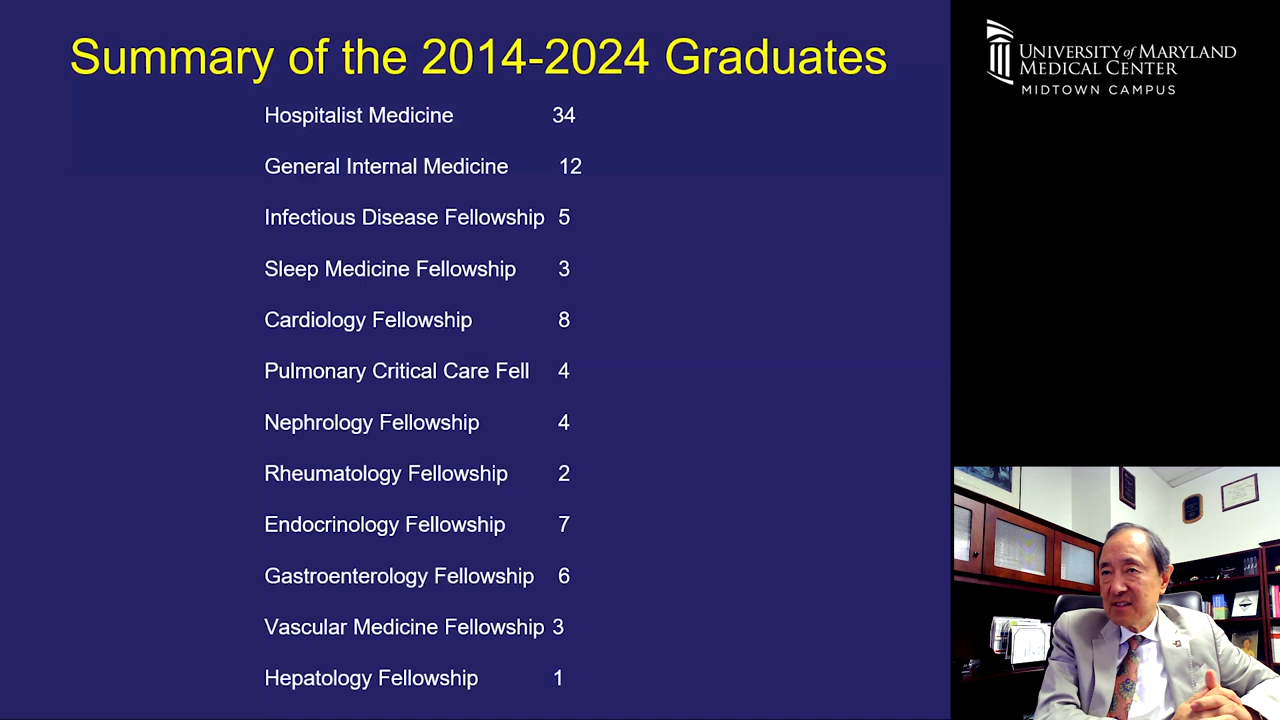 Summary of the 2014-2024 Graduates
Hospitalist Medicine 34
General Internal Medicine 12
Infectious Disease Fellowship 5
Sleep Medicine Fellowship 3
Cardiology Fellowship 8
Pulmonary Critical Care Fell 4
Nephrology Fellowship 4
Rheumatology Fellowship 2
Endocrinology Fellowship 7
Gastroenterology Fellowship 6
Vascular Medicine Fellowship 3
Hepatology Fellowship 1
UNIVERSITY of MARYLAND
MEDICAL CENTER
MIDTOWN CAMPUS